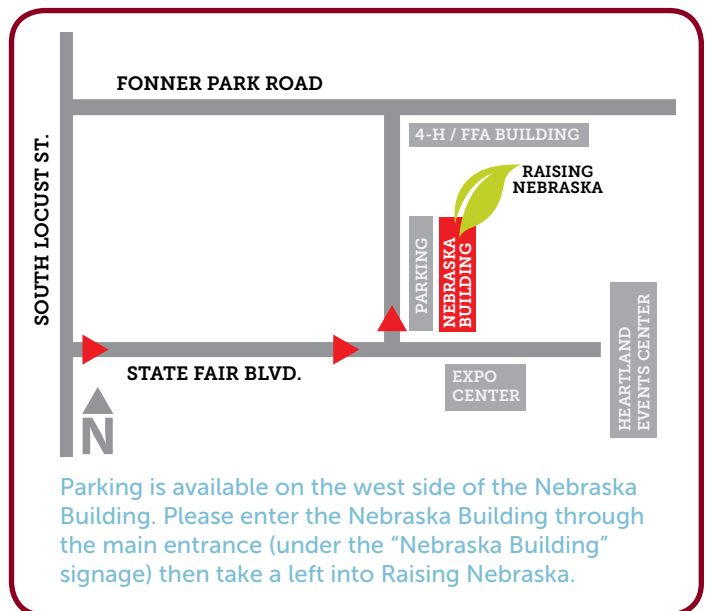 FONNER PARK ROAD
SOUTH LOCUST ST.
4-H / FFA BUILDING
RAISING
NEBRASKA
PARKING
NEBRASKA
BUILDING
HEARTLAND
EVENTS CENTER
STATE FAIR BLVD.
EXPO
CENTER
N
Parking is available on the west side of the Nebraska
Building. Please enter the Nebraska Building through
the main entrance (under the “Nebraska Building”
signage) then take a left into Raising Nebraska.